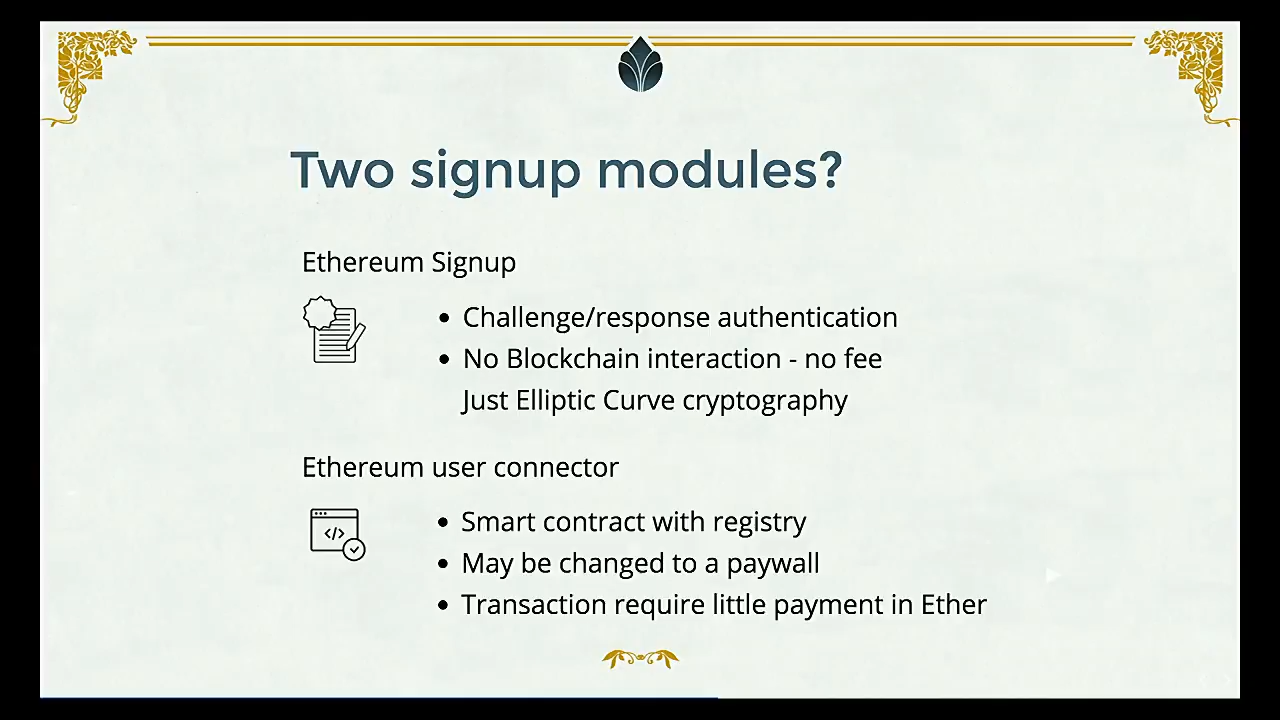 Two signup modules?
Ethereum Signup
• Challenge/response authentication
• No Blockchain interaction - no fee
Just Elliptic Curve cryptography
Ethereum user connector
</>
• Smart contract with registry
• May be changed to a paywall
• Transaction require little payment in Ether